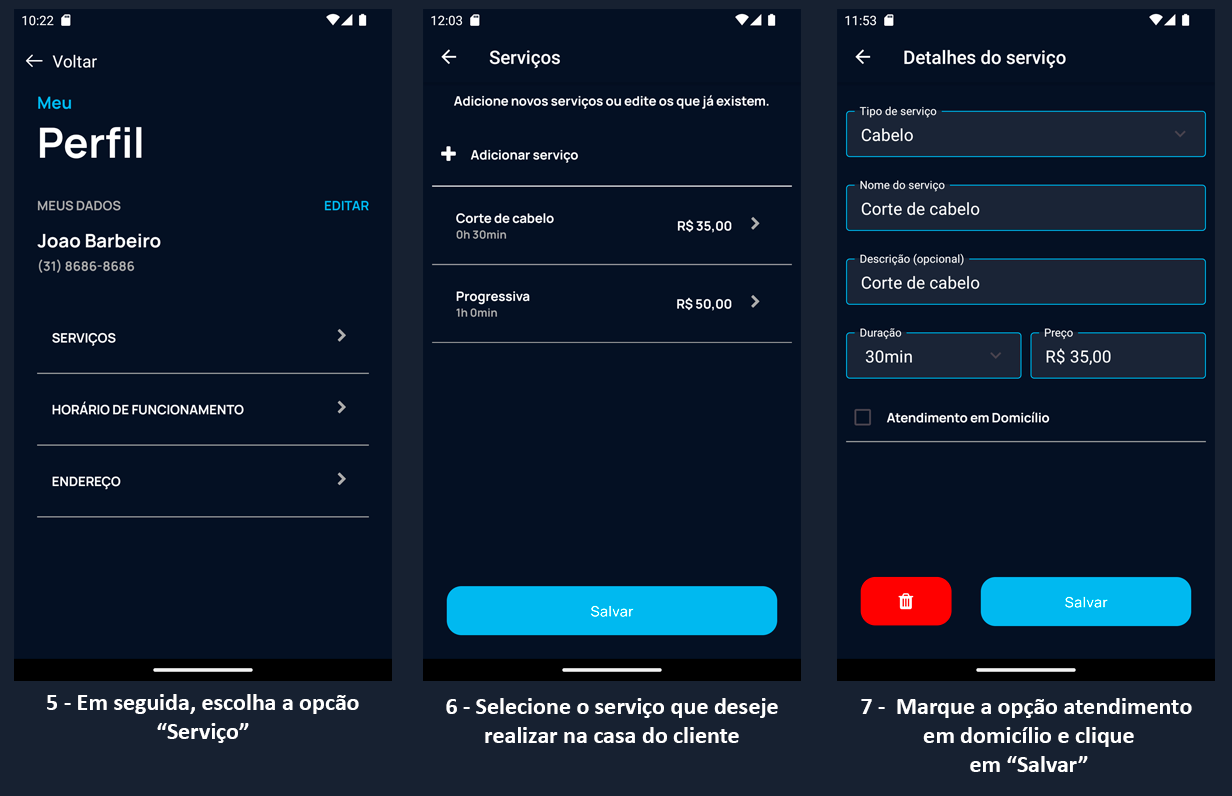 10:22
Voltar
Meu
Perfil
MEUS DADOS EDITAR
Joao Barbeiro
(31) 8686-8686
SERVIÇOS
HORÁRIO DE FUNCIONAMENTO
ENDEREÇO
5 - Em seguida, escolha a opcão
“Serviço”
12:03
Serviços
Adicione novos serviços ou edite os que já existem.
Adicionar serviço
Corte de cabelo R$ 35,00
0h 30min
Progressiva R$ 50,00
1h 0min
Salvar
6 - Selecione o serviço que deseje
realizar na casa do cliente
11:53
Detalhes do serviço
Tipo de serviço
Cabelo
Nome do serviço
Corte de cabelo
Descrição (opcional)
Corte de cabelo
Duração Preço
30min R$ 35,00
Atendimento em Domicílio
Salvar
7 - Marque a opção atendimento
em domicílio e clique
em “Salvar”